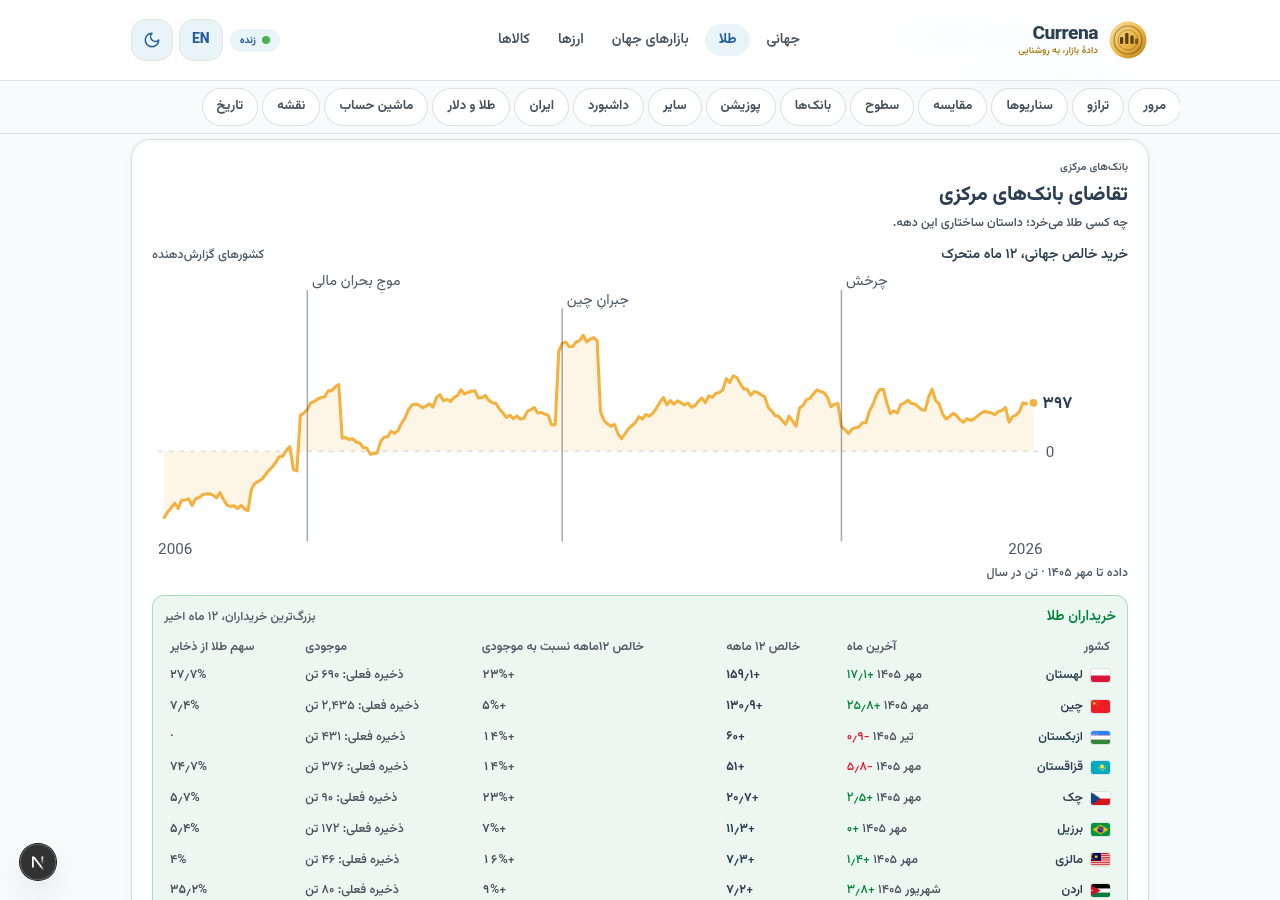 Currena
دادهٔ بازار، به روشنایی
جهانی
طلا
بازارهای جهان
ارزها
کالاها
زنده
EN
مرور
ترازو
سناریوها
مقایسه
سطوح
بانک‌ها
پوزیشن
سایر
داشبورد
ایران
طلا و دلار
ماشین حساب
نقشه
تاریخ
بانک‌های مرکزی
تقاضای بانک‌های مرکزی
چه کسی طلا می‌خرد؛ داستان ساختاری این دهه.
خرید خالص جهانی، ۱۲ ماه متحرک
کشورهای گزارش‌دهنده
چرخش
جبرانِ چین
موجِ بحران مالی
۳۹۷
0
2006
2026
داده تا مهر ۱۴۰۵ · تن در سال
خریداران طلا
بزرگ‌ترین خریداران، ۱۲ ماه اخیر
کشور آخرین ماه خالص ۱۲ ماهه خالص ۱۲ماهه نسبت به موجودی موجودی سهم طلا از ذخایر
لهستان مهر ۱۴۰۵ +۱۷٫۱ +۱۵۹٫۱ +۲۳% ذخیره فعلی: ۶۹۰ تن ۲۷٫۷%
چین مهر ۱۴۰۵ +۲۵٫۸ +۱۳۰٫۹ +۵% ذخیره فعلی: ۲,۴۳۵ تن ۷٫۴%
ازبکستان تیر ۱۴۰۵ -۰٫۹ +۶۰ +۱۴% ذخیره فعلی: ۴۳۱ تن ·
قزاقستان مهر ۱۴۰۵ -۵٫۸ +۵۱ +۱۴% ذخیره فعلی: ۳۷۶ تن ۷۴٫۷%
چک مهر ۱۴۰۵ +۲٫۵ +۲۰٫۷ +۲۳% ذخیره فعلی: ۹۰ تن ۵٫۷%
برزیل مهر ۱۴۰۵ +۰ +۱۱٫۳ +۷% ذخیره فعلی: ۱۷۲ تن ۵٫۴%
مالزی مهر ۱۴۰۵ +۱٫۴ +۷٫۳ +۱۶% ذخیره فعلی: ۴۶ تن ۴%
اردن شهریور ۱۴۰۵ +۳٫۸ +۷٫۲ +۹% ذخیره فعلی: ۸۰ تن ۳۵٫۲%